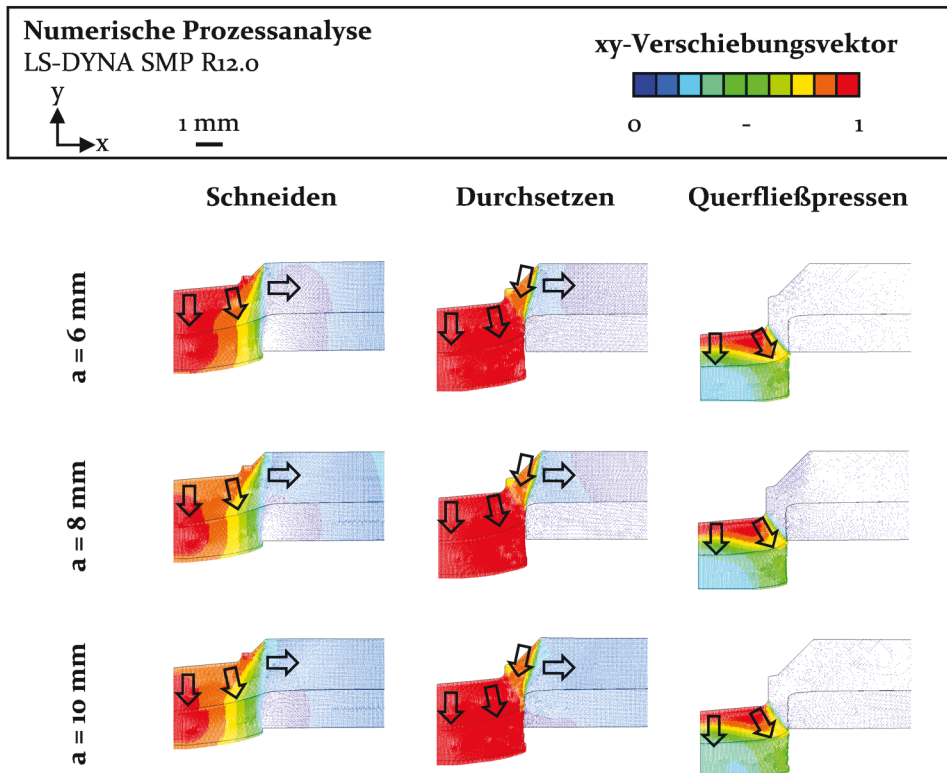 Numerische Prozessanalyse
LS-DYNA SMP R12.0
xy-Verschiebungsvektor
y
x
1 mm
0 - 1
Schneiden Durchsetzen Querfließpressen
a = 6 mm
a = 8 mm
a = 10 mm